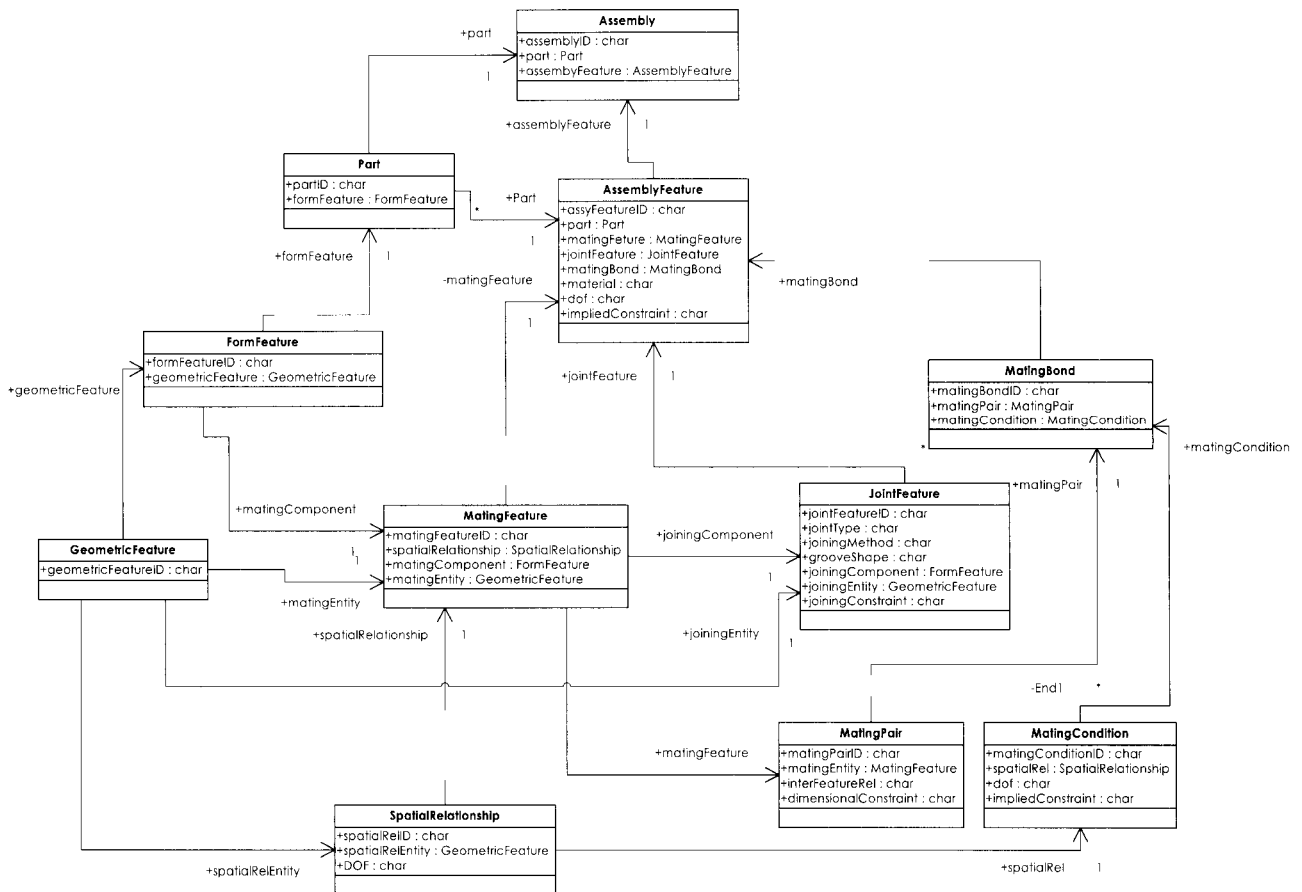 Assembly
+assemblyID : char
+part : Part
+assembyFeature : AssemblyFeature
+part
1
+assemblyFeature
1
Part
+partID : char
+formFeature : FormFeature
+Part
*
1
AssemblyFeature
+assyFeatureID : char
+part : Part
+matingFeture : MatingFeature
+jointFeature : JointFeature
+matingBond : MatingBond
+material : char
+dof : char
+impliedConstraint : char
+formFeature
1
-matingFeature
1
+matingBond
FormFeature
+formFeatureID : char
+geometricFeature : GeometricFeature
+geometricFeature
+jointFeature
1
MatingBond
+matingBondID : char
+matingPair : MatingPair
+matingCondition : MatingCondition
*
+matingCondition
+matingPair
1
+matingComponent
1
MatingFeature
+matingFeatureID : char
+spatialRelationship : SpatialRelationship
+matingComponent : FormFeature
+matingEntity : GeometricFeature
+joiningComponent
1
JointFeature
+jointFeatureID : char
+jointType : char
+joiningMethod : char
+grooveShape : char
+joiningComponent : FormFeature
+joiningEntity : GeometricFeature
+joiningConstraint : char
GeometricFeature
+geometricFeatureID : char
1
+matingEntity
+spatialRelationship
1
+joiningEntity
1
-End1
*
+matingFeature
MatingPair
+matingPairID : char
+matingEntity : MatingFeature
+interFeatureRel : char
+dimensionalConstraint : char
MatingCondition
+matingConditionID : char
+spatialRel : SpatialRelationship
+dof : char
+impliedConstraint : char
SpatialRelationship
+spatialRelID : char
+spatialRelEntity : GeometricFeature
+DOF : char
+spatialRelEntity
+spatialRel
1